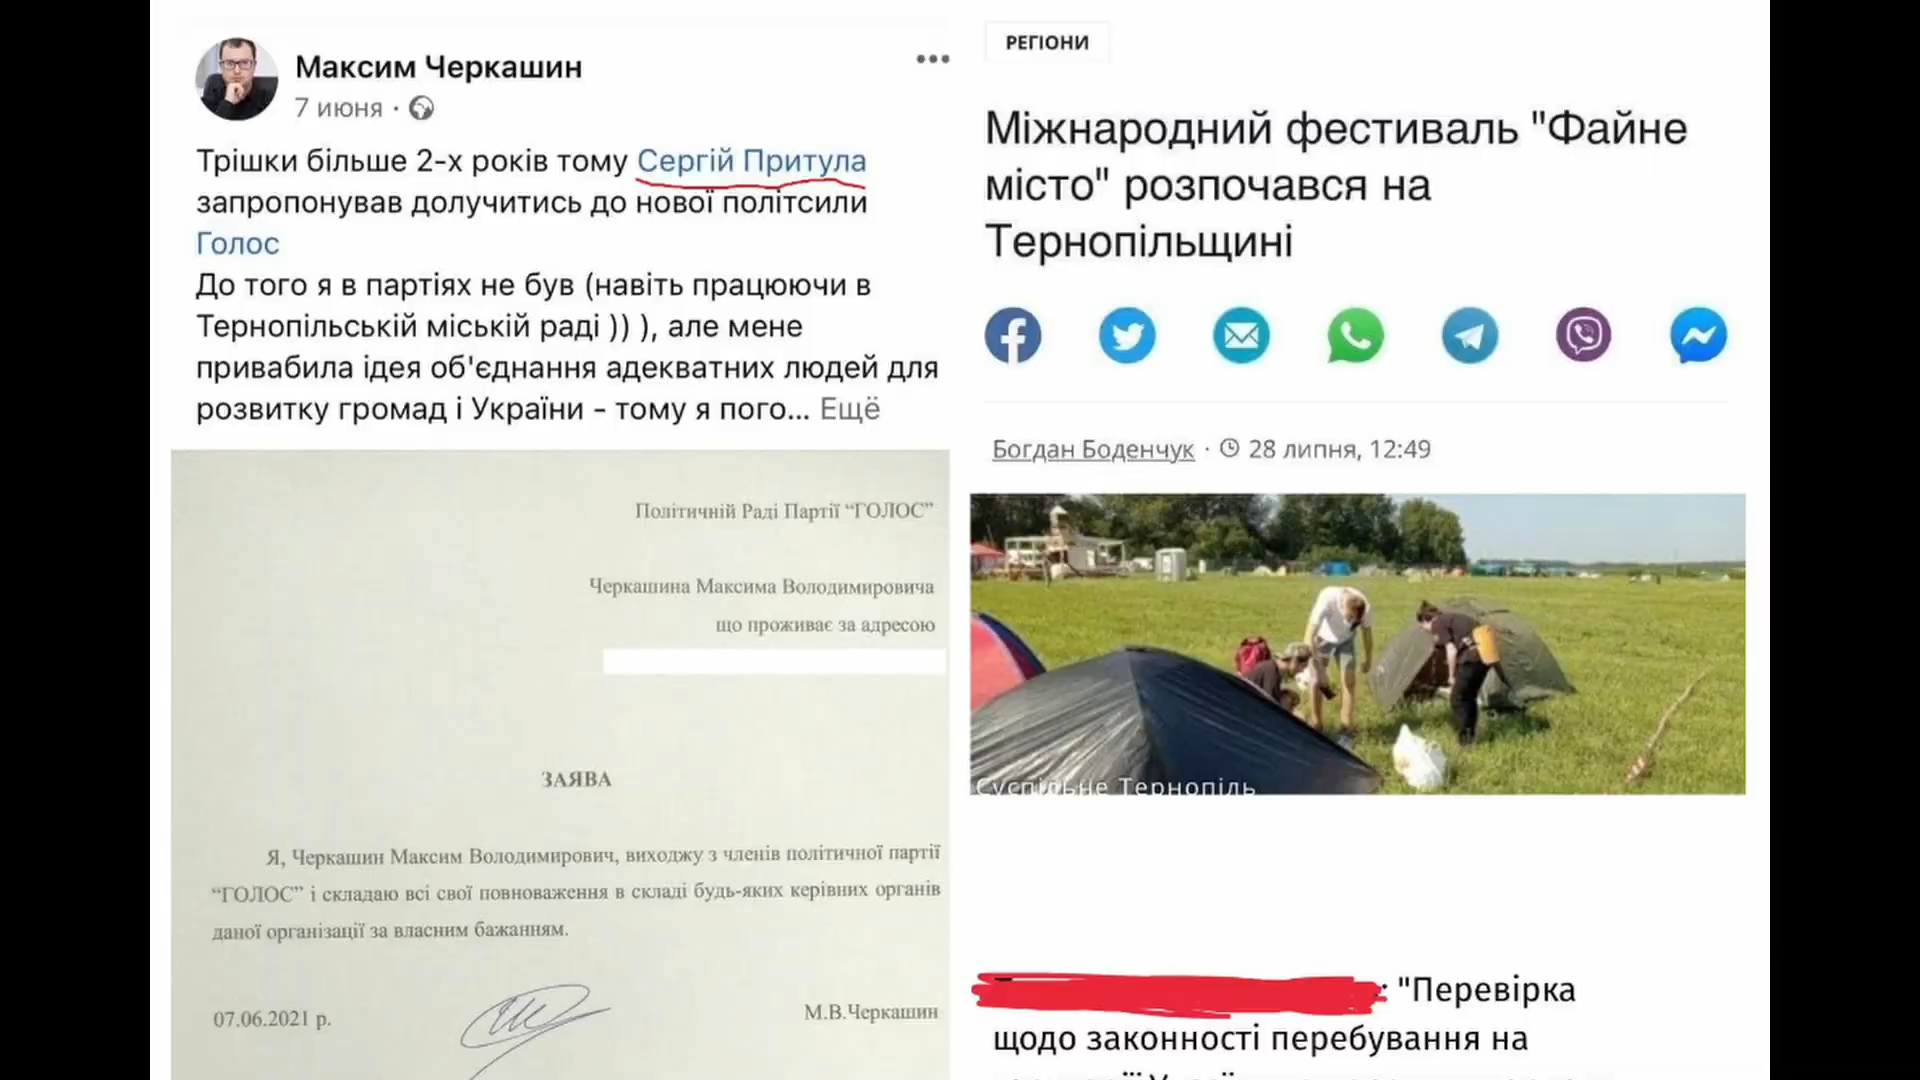 Максим Черкашин
7 июня ·
Трішки більше 2-х років тому Сергій Притула
запропонував долучитись до нової політсили
Голос
До того я в партіях не був (навіть працюючи в
Тернопільській міській раді )) ), але мене
привабила ідея об'єднання адекватних людей для
розвитку громад і України - тому я пого... Ещё
Політичній Раді Партії “ГОЛОС”
Черкашина Максима Володимировича
що проживає за адресою
ЗАЯВА
Я, Черкашин Максим Володимирович, виходжу з членів політичної партії
“ГОЛОС” і складаю всі свої повноваження в складі будь-яких керівних органів
даної організації за власним бажанням.
07.06.2021 р.
М.В.Черкашин
РЕГІОНИ
Міжнародний фестиваль "Файне
місто" розпочався на
Тернопільщині
Богдан Боденчук · 28 липня, 12:49
Суспільне Тернопіль
: "Перевірка
щодо законності перебування на